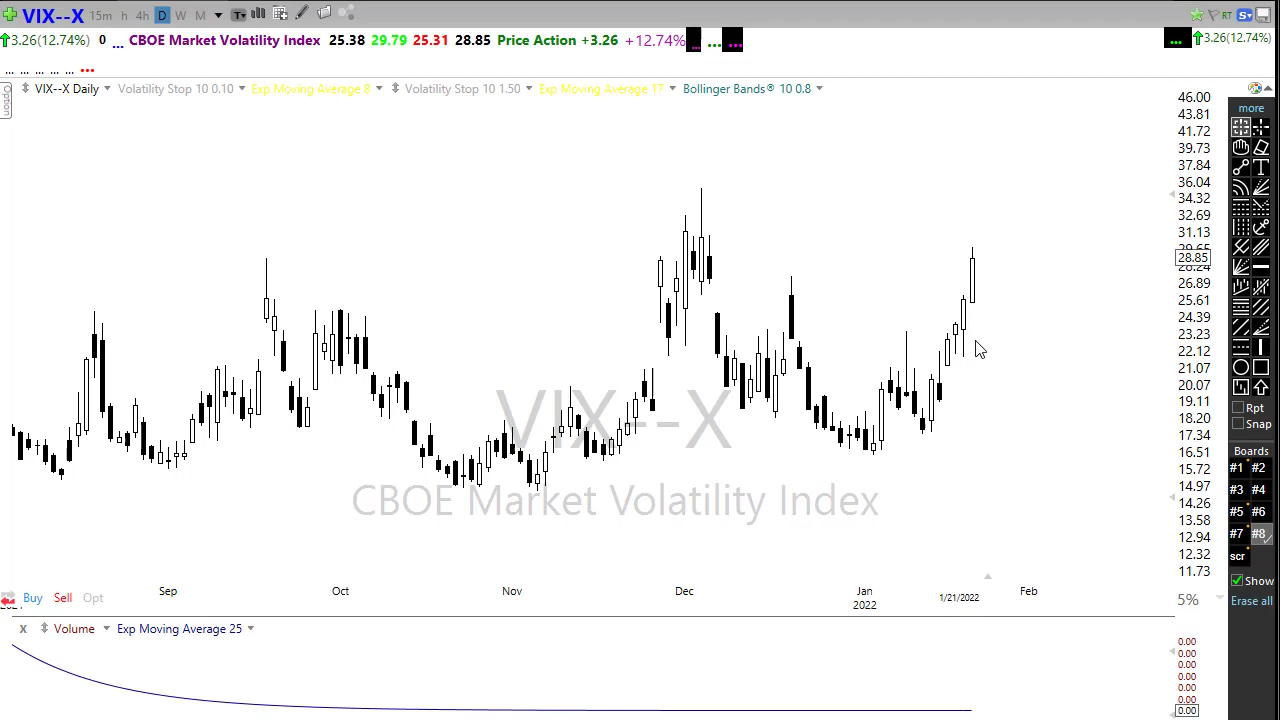 VIX--X 15m h 4h D W M
3.26(12.74%) 0 ... CBOE Market Volatility Index 25.38 29.79 25.31 28.85 Price Action +3.26 +12.74% ... ... ... ... 3.26(12.74%)
RT S
... ... ... ... ... ...
Option
VIX--X Daily Volatility Stop 10 0.10 Exp Moving Average 8 Volatility Stop 10 1.50 Exp Moving Average 17 Bollinger Bands® 10 0.8
46.00
43.81
41.72
39.73
37.84
36.04
34.32
32.69
31.13
29.65
28.85
28.24
26.89
25.61
24.39
23.23
22.12
21.07
20.07
19.11
18.20
17.34
16.51
15.72
14.97
14.26
13.58
12.94
12.32
11.73
5%
VIX--X
CBOE Market Volatility Index
Sep Oct Nov Dec Jan 2022 1/21/2022 Feb
Buy Sell Opt
X Volume Exp Moving Average 25
0.00
0.00
0.00
0.00
0.00
0.00
0.00
more
T
Rpt
Snap
Boards
#1 #2
#3 #4
#5 #6
#7 #8
scr
Show
Erase all